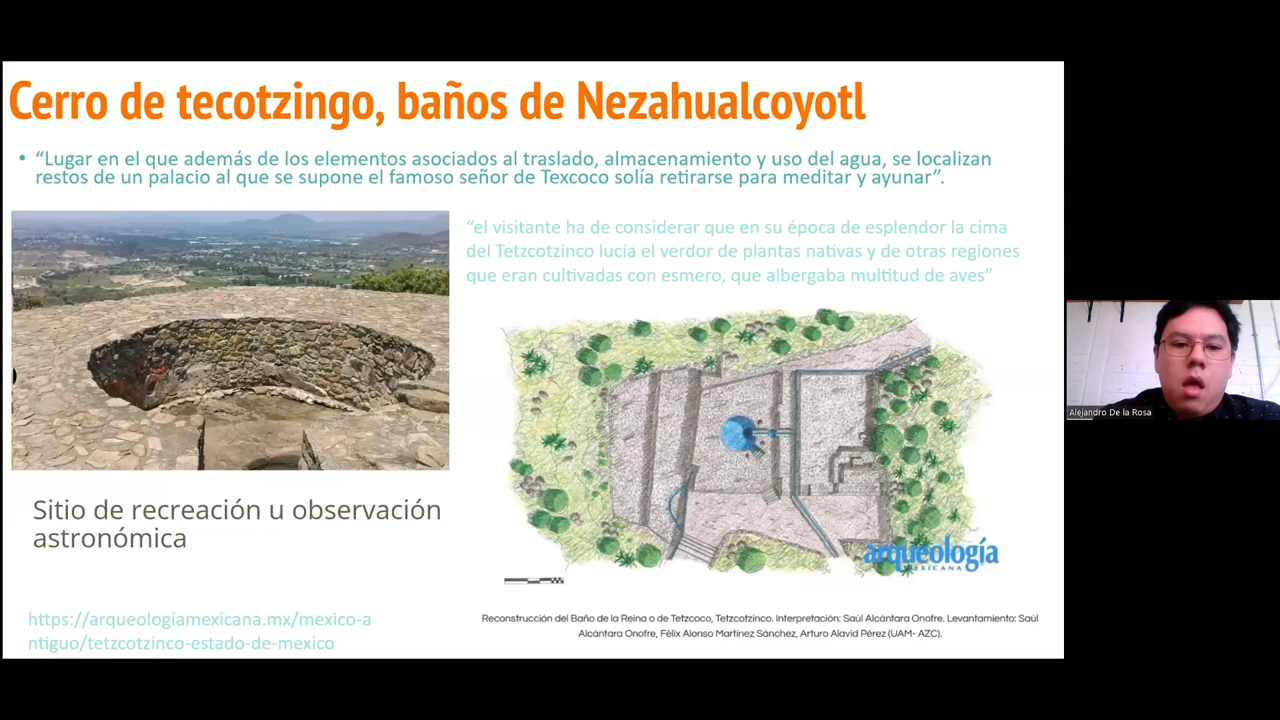 Cerro de tecotzingo, baños de Nezahualcoyotl
• “Lugar en el que además de los elementos asociados al traslado, almacenamiento y uso del agua, se localizan
restos de un palacio al que se supone el famoso señor de Texcoco solía retirarse para meditar y ayunar”.
“el visitante ha de considerar que en su época de esplendor la cima
del Tetzcotzinco lucía el verdor de plantas nativas y de otras regiones
que eran cultivadas con esmero, que albergaba multitud de aves”
Sitio de recreación u observación
astronómica
arqueología
MEXICANA
https://arqueologiamexicana.mx/mexico-a
ntiguo/tetzcotzinco-estado-de-mexico
Reconstrucción del Baño de la Reina o de Tetzcoco, Tetzcotzinco. Interpretación: Saúl Alcántara Onofre. Levantamiento: Saúl
Alcántara Onofre, Félix Alonso Martínez Sánchez, Arturo Alavid Pérez (UAM- AZC).
Alejandro De la Rosa